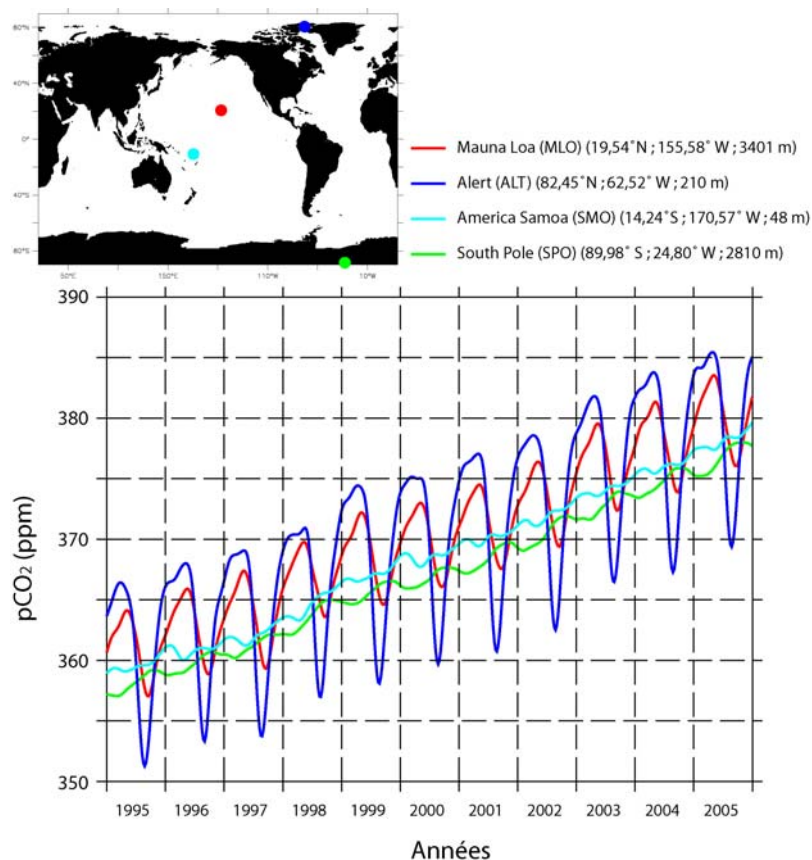 80°N
40°N
0°
40°S
80°S
50°E
150°E
110°W
10°W
Mauna Loa (MLO) (19,54°N ; 155,58° W ; 3401 m)
Alert (ALT) (82,45°N ; 62,52° W ; 210 m)
America Samoa (SMO) (14,24°S ; 170,57° W ; 48 m)
South Pole (SPO) (89,98° S ; 24,80° W ; 2810 m)
390
380
370
360
350
pCO₂ (ppm)
1995 1996 1997 1998 1999 2000 2001 2002 2003 2004 2005
Années